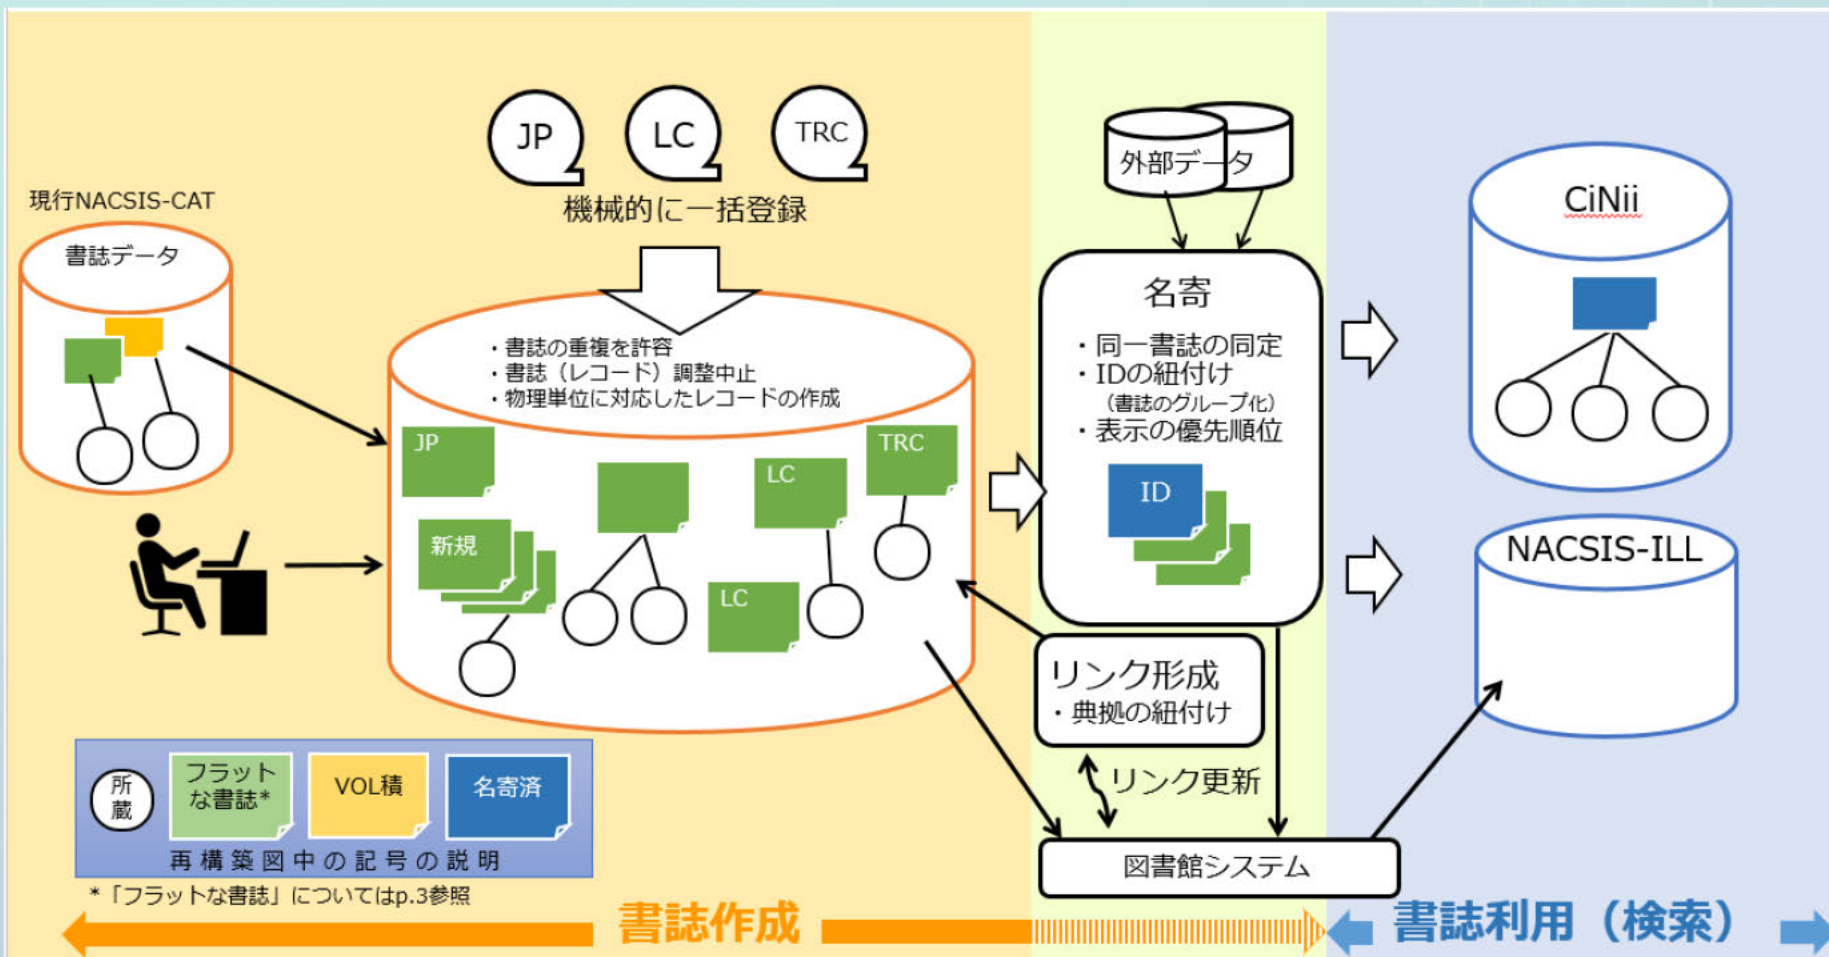 JP
LC
TRC
機械的に一括登録
現行NACSIS-CAT
書誌データ
・書誌の重複を許容
・書誌（レコード）調整中止
・物理単位に対応したレコードの作成
JP
TRC
LC
新規
LC
外部データ
名寄
・同一書誌の同定
・IDの紐付け
（書誌のグループ化）
・表示の優先順位
ID
リンク形成
・典拠の紐付け
リンク更新
図書館システム
CiNii
NACSIS-ILL
所
蔵
フラット
な書誌*
VOL積
名寄済
再構築図中の記号の説明
*「フラットな書誌」についてはp.3参照
書誌作成
書誌利用（検索）